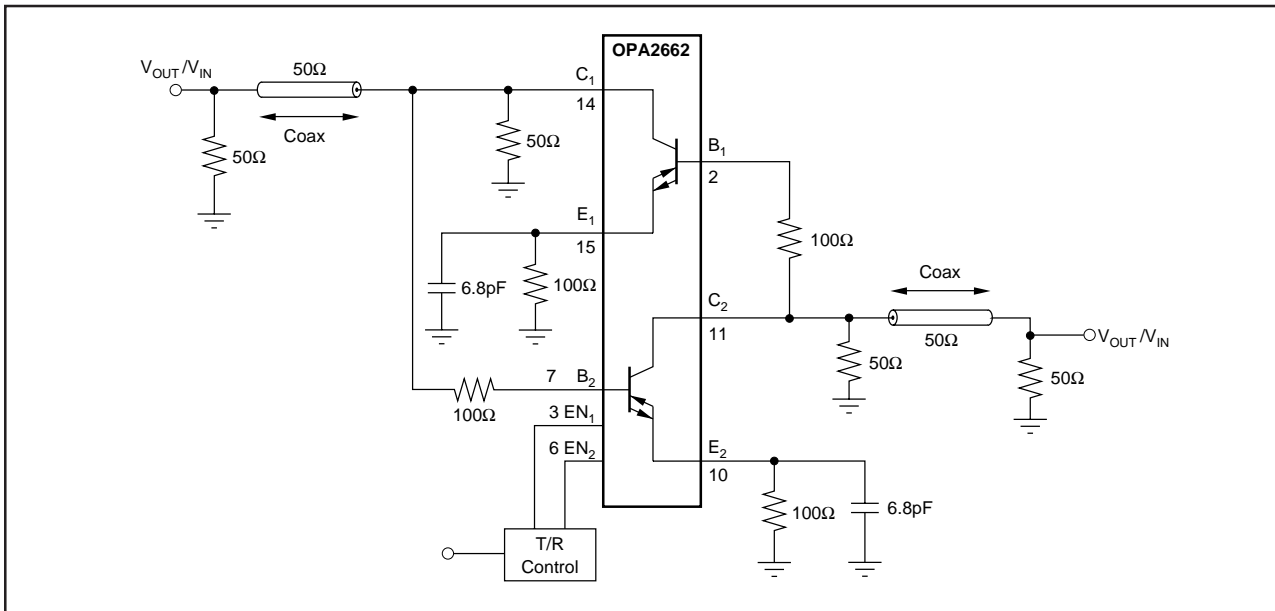 OPA2662
V_OUT/V_IN
50Ω
C₁
14
Coax
50Ω
50Ω
B₁
2
E₁
15
100Ω
6.8pF
100Ω
Coax
C₂
11
50Ω
V_OUT/V_IN
50Ω
50Ω
7
B₂
100Ω
3 EN₁
6 EN₂
E₂
10
100Ω
6.8pF
T/R
Control